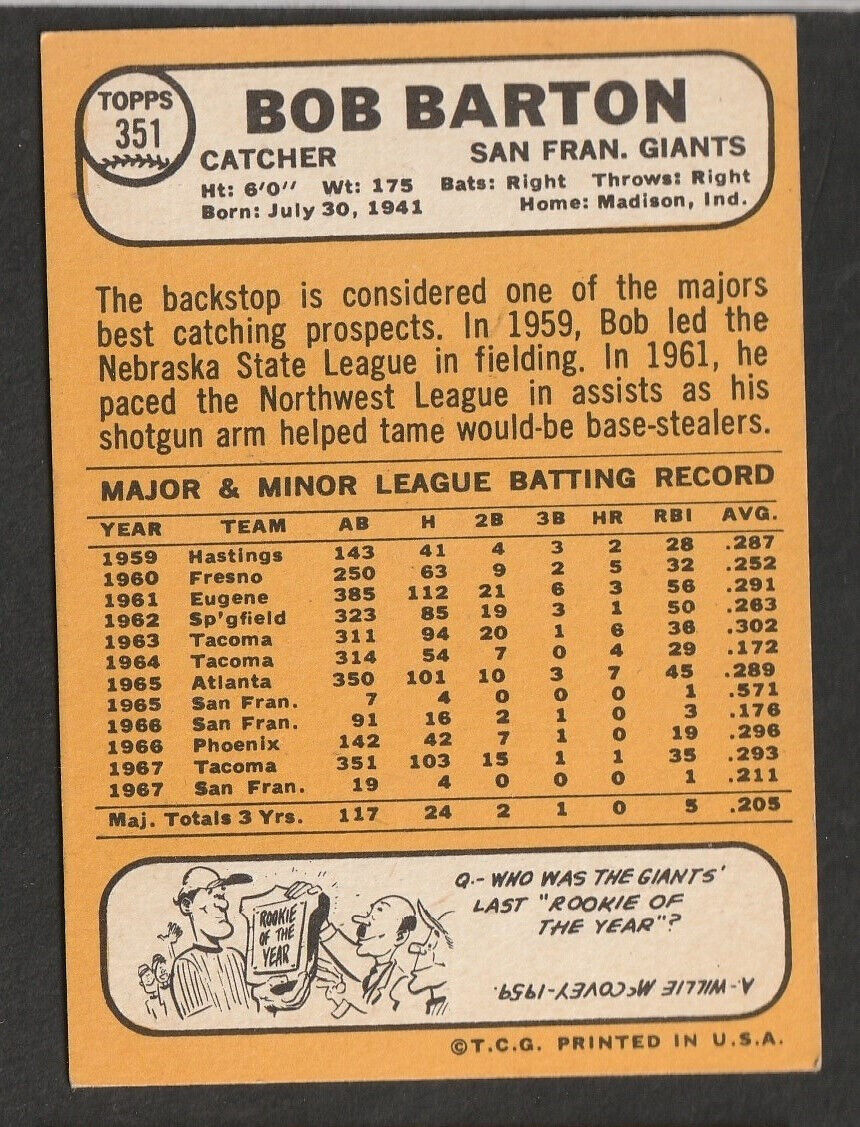 TOPPS
351
BOB BARTON
CATCHER SAN FRAN. GIANTS
Ht: 6'0" Wt: 175 Bats: Right Throws: Right
Born: July 30, 1941 Home: Madison, Ind.
The backstop is considered one of the majors
best catching prospects. In 1959, Bob led the
Nebraska State League in fielding. In 1961, he
paced the Northwest League in assists as his
shotgun arm helped tame would-be base-stealers.
MAJOR & MINOR LEAGUE BATTING RECORD
YEAR TEAM AB H 2B 3B HR RBI AVG.
1959 Hastings 143 41 4 3 2 28 .287
1960 Fresno 250 63 9 2 5 32 .252
1961 Eugene 385 112 21 6 3 56 .291
1962 Sp'gfield 323 85 19 3 1 50 .263
1963 Tacoma 311 94 20 1 6 36 .302
1964 Tacoma 314 54 7 0 4 29 .172
1965 Atlanta 350 101 10 3 7 45 .289
1965 San Fran. 7 4 0 0 0 1 .571
1966 San Fran. 91 16 2 1 0 3 .176
1966 Phoenix 142 42 7 1 0 19 .296
1967 Tacoma 351 103 15 1 1 35 .293
1967 San Fran. 19 4 0 0 0 1 .211
Maj. Totals 3 Yrs. 117 24 2 1 0 5 .205
ROOKIE
OF THE
YEAR
Q.- WHO WAS THE GIANTS'
LAST "ROOKIE OF
THE YEAR"?
A.- WILLIE McCOVEY-1959.
©T.C.G. PRINTED IN U.S.A.